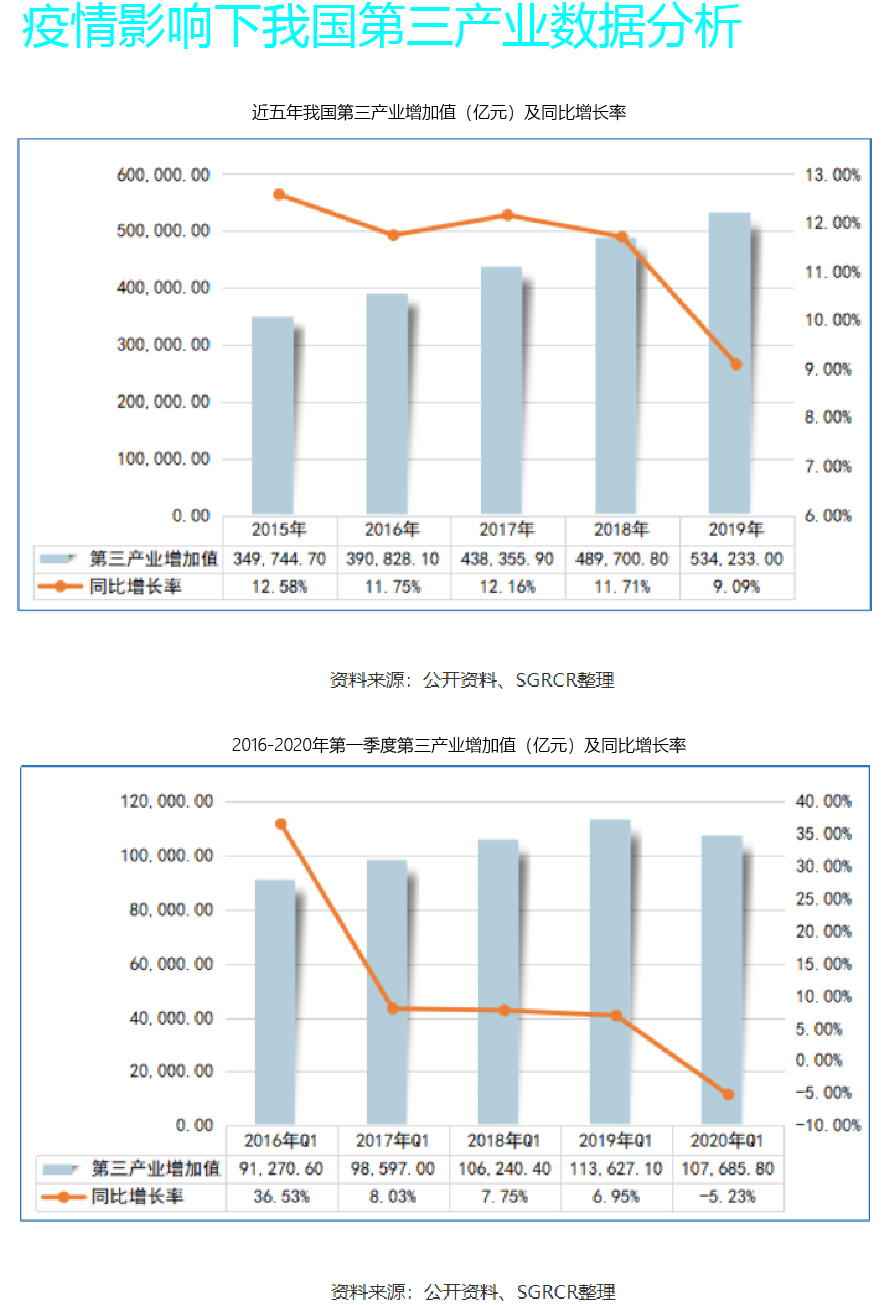 疫情影响下我国第三产业数据分析
近五年我国第三产业增加值（亿元）及同比增长率
600,000.00 13.00%
12.00%
500,000.00
11.00%
400,000.00
10.00%
300,000.00
9.00%
200,000.00
8.00%
100,000.00
7.00%
0.00 6.00%
2015年 2016年 2017年 2018年 2019年
第三产业增加值 349,744.70 390,828.10 438,355.90 489,700.80 534,233.00
同比增长率 12.58% 11.75% 12.16% 11.71% 9.09%
资料来源：公开资料、SGRCR整理
2016-2020年第一季度第三产业增加值（亿元）及同比增长率
120,000.00 40.00%
35.00%
100,000.00
30.00%
25.00%
80,000.00
20.00%
60,000.00 15.00%
10.00%
40,000.00
5.00%
0.00%
20,000.00
-5.00%
0.00 -10.00%
2016年Q1 2017年Q1 2018年Q1 2019年Q1 2020年Q1
第三产业增加值 91,270.60 98,597.00 106,240.40 113,627.10 107,685.80
同比增长率 36.53% 8.03% 7.75% 6.95% -5.23%
资料来源：公开资料、SGRCR整理